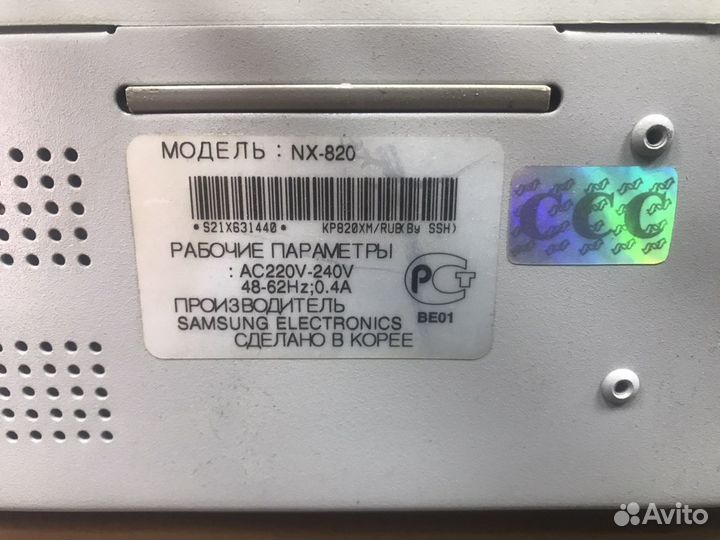 МОДЕЛЬ : NX-820
*S21X631440* KP820XM/RUB(By SSH)
РАБОЧИЕ ПАРАМЕТРЫ
: AC220V-240V
48-62Hz;0.4A
ПРОИЗВОДИТЕЛЬ
SAMSUNG ELECTRONICS
СДЕЛАНО В КОРЕЕ
РСТ
BE01
CCC
Avito